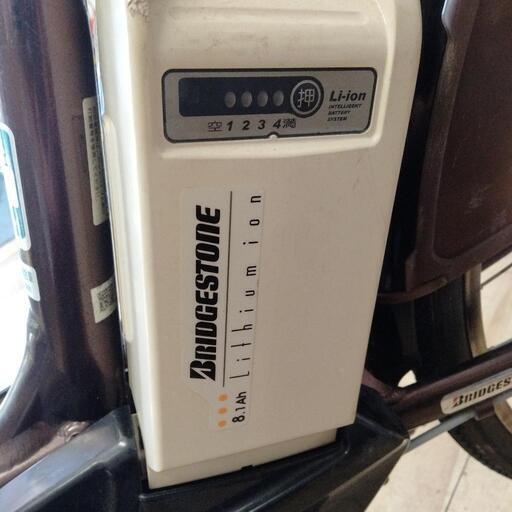 押
Li-ion
INTELLIGENT
BATTERY
SYSTEM
空 1 2 3 4 満
BRIDGESTONE
Lithium ion
8.1Ah
BRIDGES